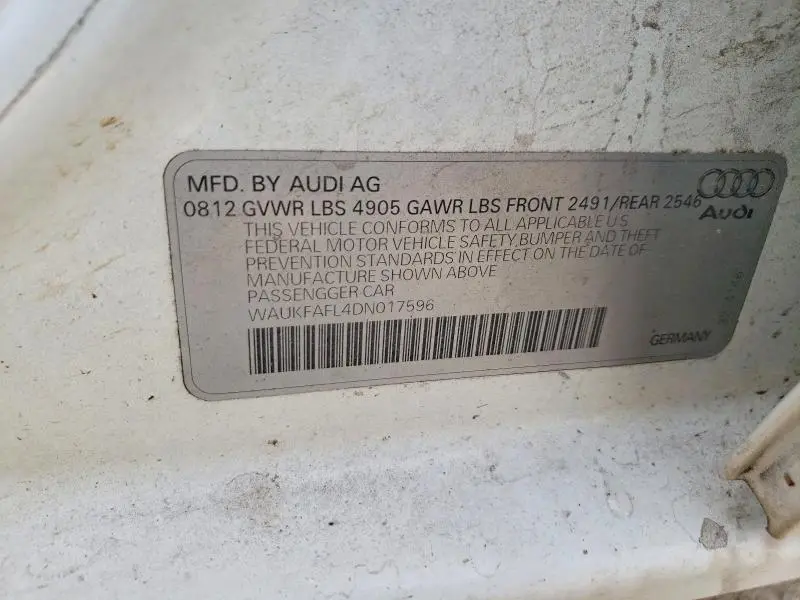 MFD. BY AUDI AG
0812 GVWR LBS 4905 GAWR LBS FRONT 2491/REAR 2546
Audi
THIS VEHICLE CONFORMS TO ALL APPLICABLE U.S
FEDERAL MOTOR VEHICLE SAFETY,BUMPER AND THEFT
PREVENTION STANDARDS IN EFFECT ON THE DATE OF
MANUFACTURE SHOWN ABOVE
PASSENGGER CAR
WAUKFAFL4DN017596
GERMANY